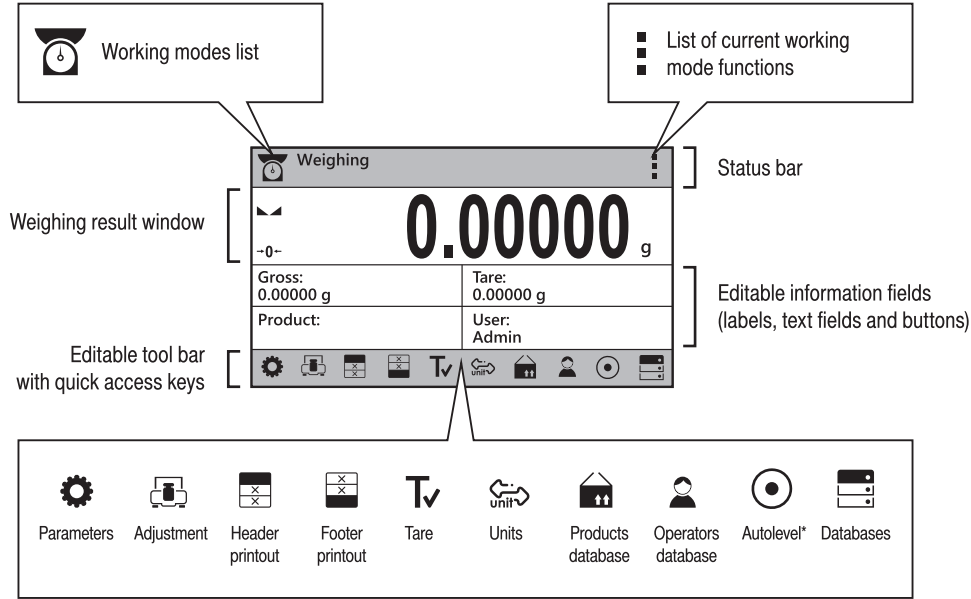 Working modes list
List of current working
mode functions
Weighing
Status bar
Weighing result window
0.00000 g
→0←
Gross:
0.00000 g
Tare:
0.00000 g
Editable information fields
(labels, text fields and buttons)
Product:
User:
Admin
Editable tool bar
with quick access keys
T
unit
unit
T
Parameters
Adjustment
Header
printout
Footer
printout
Tare
Units
Products
database
Operators
database
Autolevel*
Databases